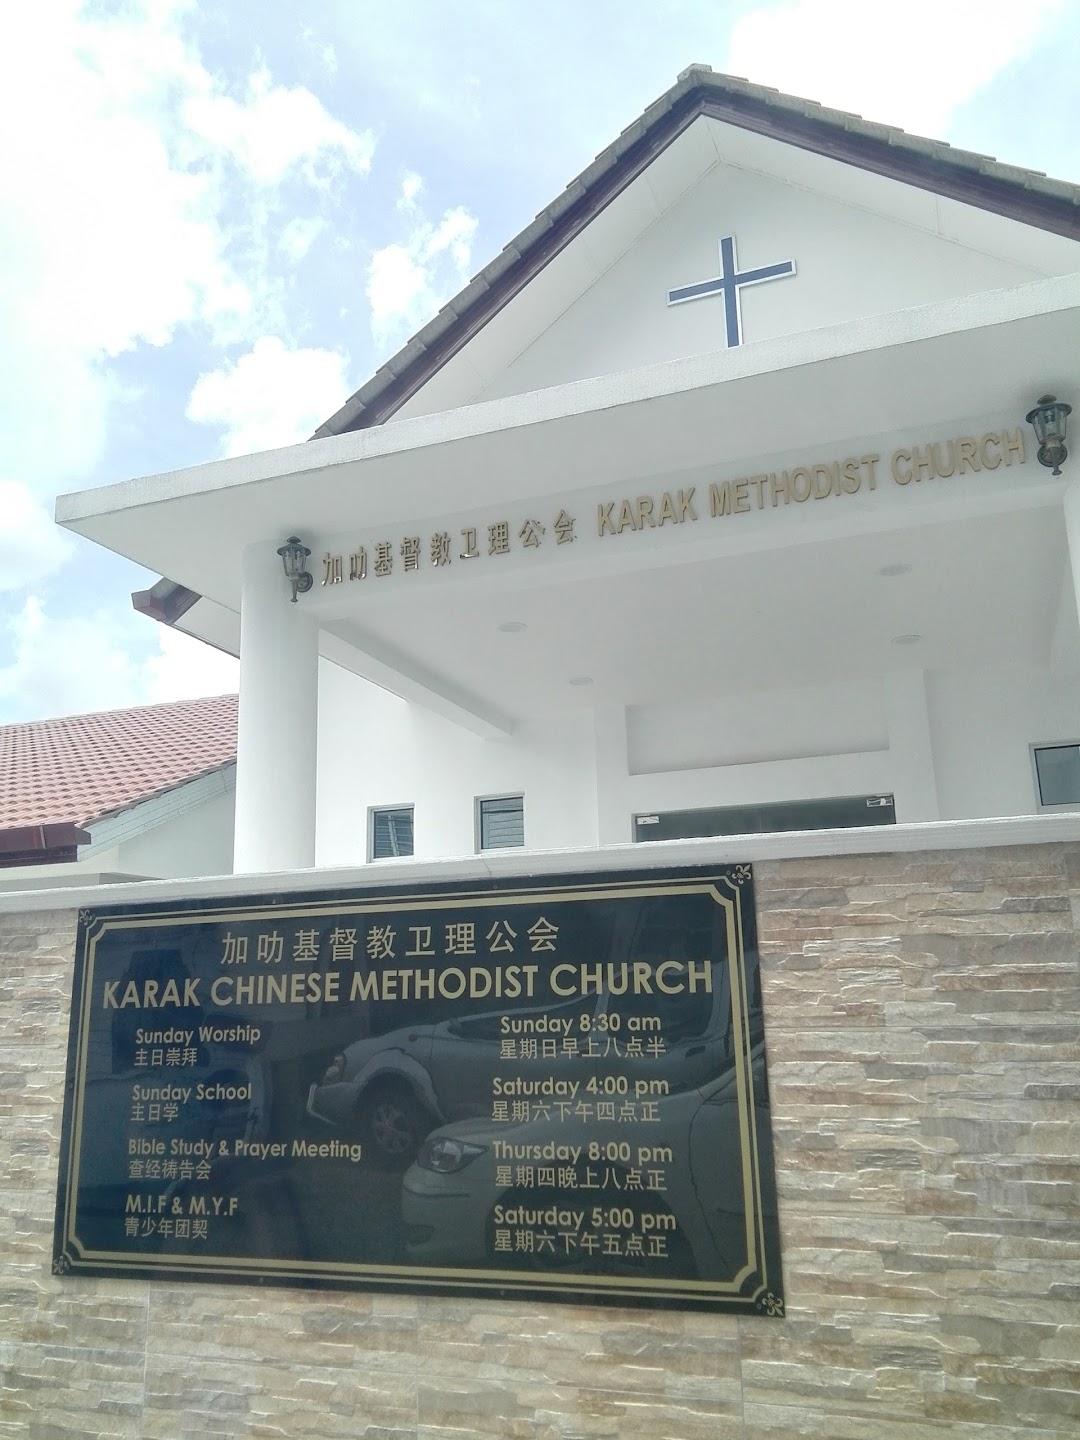 加叻基督教卫理公会 KARAK METHODIST CHURCH
加叻基督教卫理公会
KARAK CHINESE METHODIST CHURCH
Sunday Worship
主日崇拜
Sunday 8:30 am
星期日早上八点半
Sunday School
主日学
Saturday 4:00 pm
星期六下午四点正
Bible Study & Prayer Meeting
查经祷告会
Thursday 8:00 pm
星期四晚上八点正
M.I.F & M.Y.F
青少年团契
Saturday 5:00 pm
星期六下午五点正